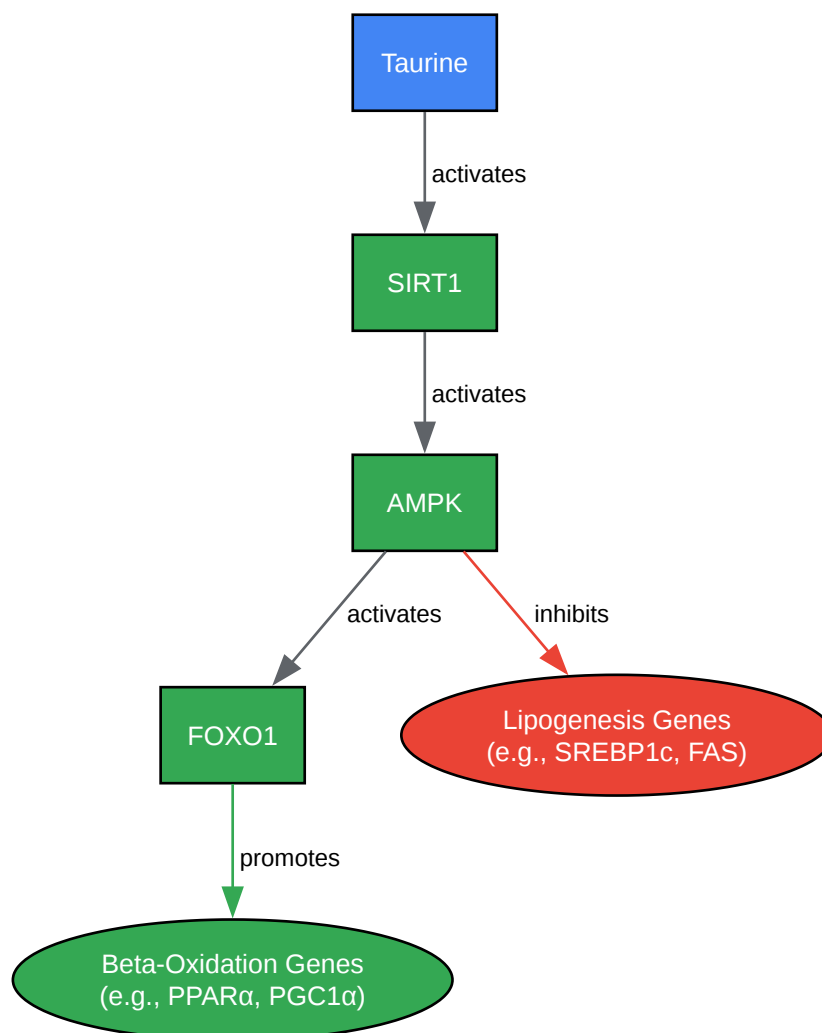 Taurine
activates
SIRT1
activates
AMPK
activates
inhibits
FOXO1
Lipogenesis Genes
(e.g., SREBP1c, FAS)
promotes
Beta-Oxidation Genes
(e.g., PPARα, PGC1α)